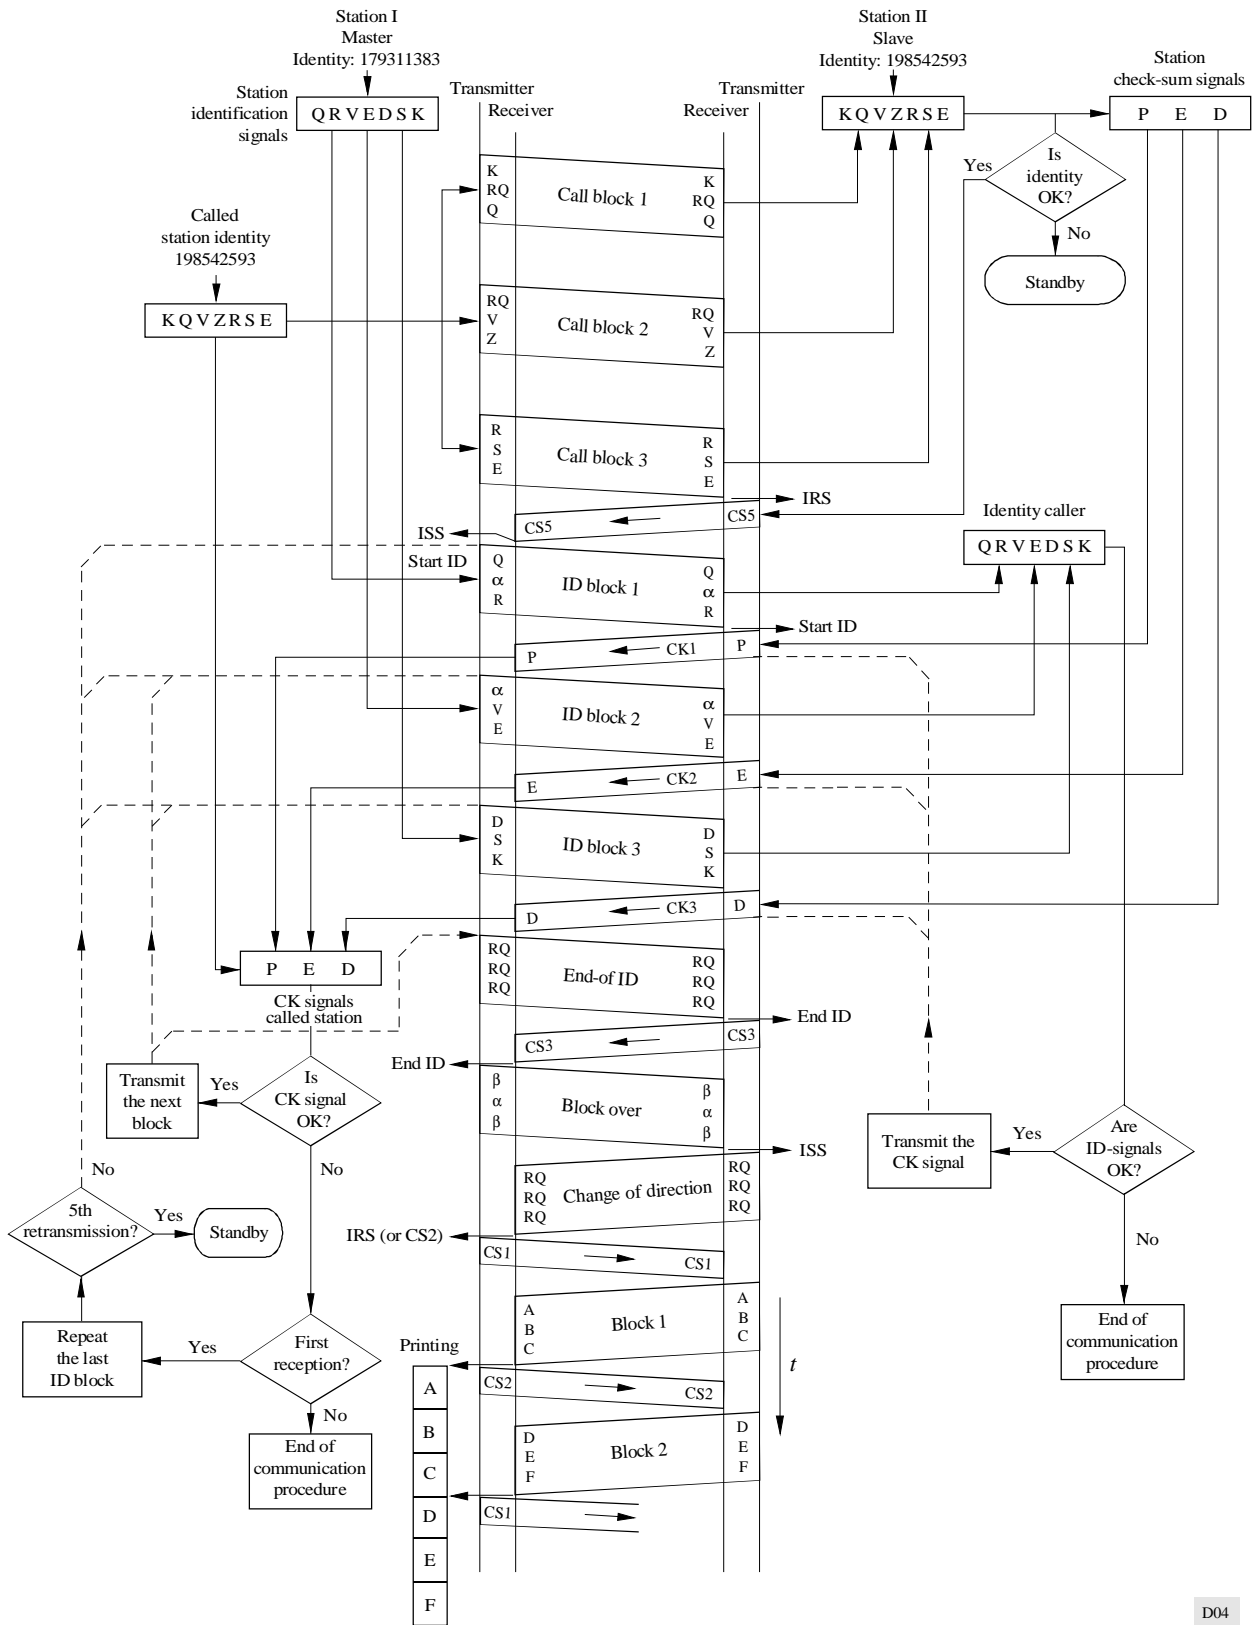 Station I
Master
Identity: 179311383
Station II
Slave
Identity: 198542593
Station
check-sum signals
Station
identification
signals
Q R V E D S K
Transmitter
Receiver
Transmitter
Receiver
K Q V Z R S E
P E D
Yes
Is
identity
OK?
No
Standby
K
RQ
Q
Call block 1
K
RQ
Q
Called
station identity
198542593
K Q V Z R S E
RQ
V
Z
Call block 2
RQ
V
Z
R
S
E
Call block 3
R
S
E
IRS
ISS
CS5
CS5
Identity caller
Q R V E D S K
Start ID
Q
α
R
ID block 1
Q
α
R
Start ID
P
CK1
P
α
V
E
ID block 2
α
V
E
E
CK2
E
D
S
K
ID block 3
D
S
K
D
CK3
D
P E D
CK signals
called station
RQ
RQ
RQ
End-of ID
RQ
RQ
RQ
End ID
CS3
CS3
End ID
Transmit
the next
block
Yes
Is
CK signal
OK?
No
β
α
β
Block over
β
α
β
ISS
Transmit the
CK signal
Yes
Are
ID-signals
OK?
No
RQ
RQ
RQ
Change of direction
RQ
RQ
RQ
No
5th
retransmission?
Yes
Standby
IRS (or CS2)
CS1
CS1
A
B
C
Block 1
A
B
C
t
End of
communication
procedure
Repeat
the last
ID block
Yes
First
reception?
No
End of
communication
procedure
Printing
A
B
C
D
E
F
CS2
CS2
D
E
F
Block 2
D
E
F
CS1
D04